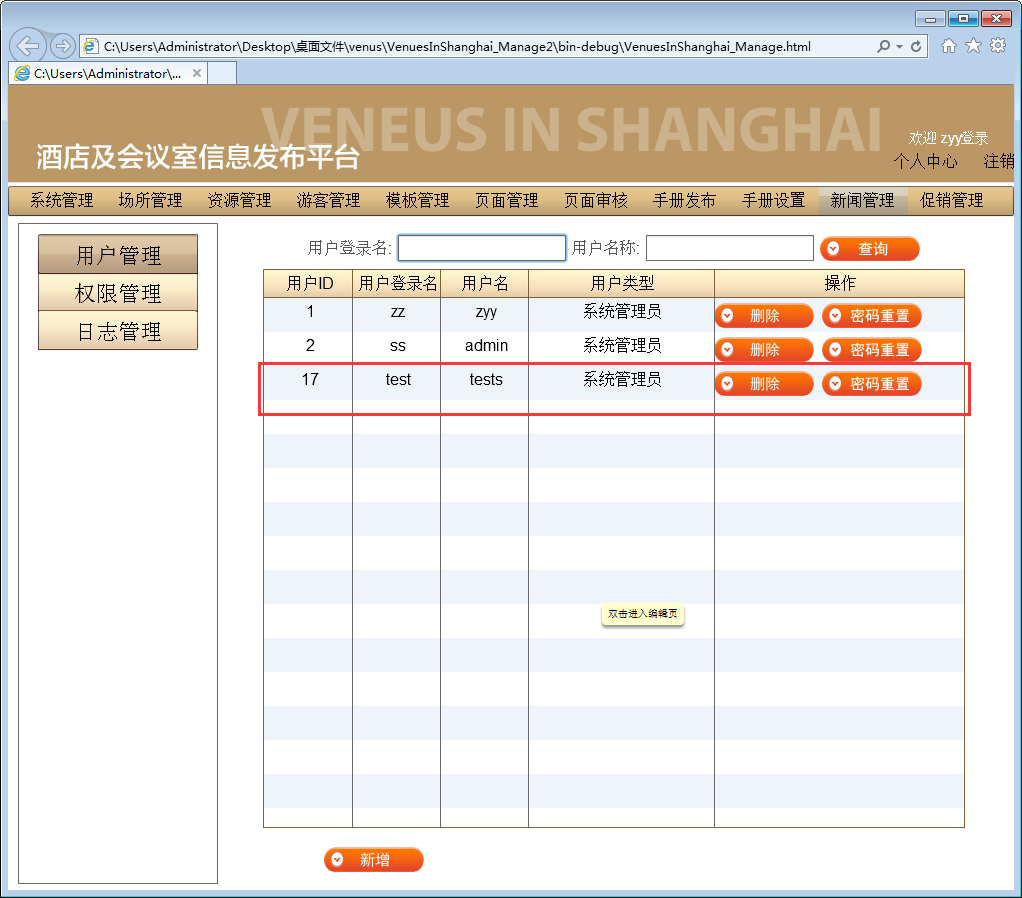 C:\Users\Administrator\Desktop\桌面文件\venus\VenuesInShanghai_Manage2\bin-debug\VenuesInShanghai_Manage.html
C:\Users\Administrator\...
VENEUS IN SHANGHAI
酒店及会议室信息发布平台
欢迎 zyy登录
个人中心 注销
系统管理 场所管理 资源管理 游客管理 模板管理 页面管理 页面审核 手册发布 手册设置 新闻管理 促销管理
用户管理
权限管理
日志管理
用户登录名: 用户名称: 查询
用户ID 用户登录名 用户名 用户类型 操作
1 zz zyy 系统管理员 删除 密码重置
2 ss admin 系统管理员 删除 密码重置
17 test tests 系统管理员 删除 密码重置
双击进入编辑页
新增